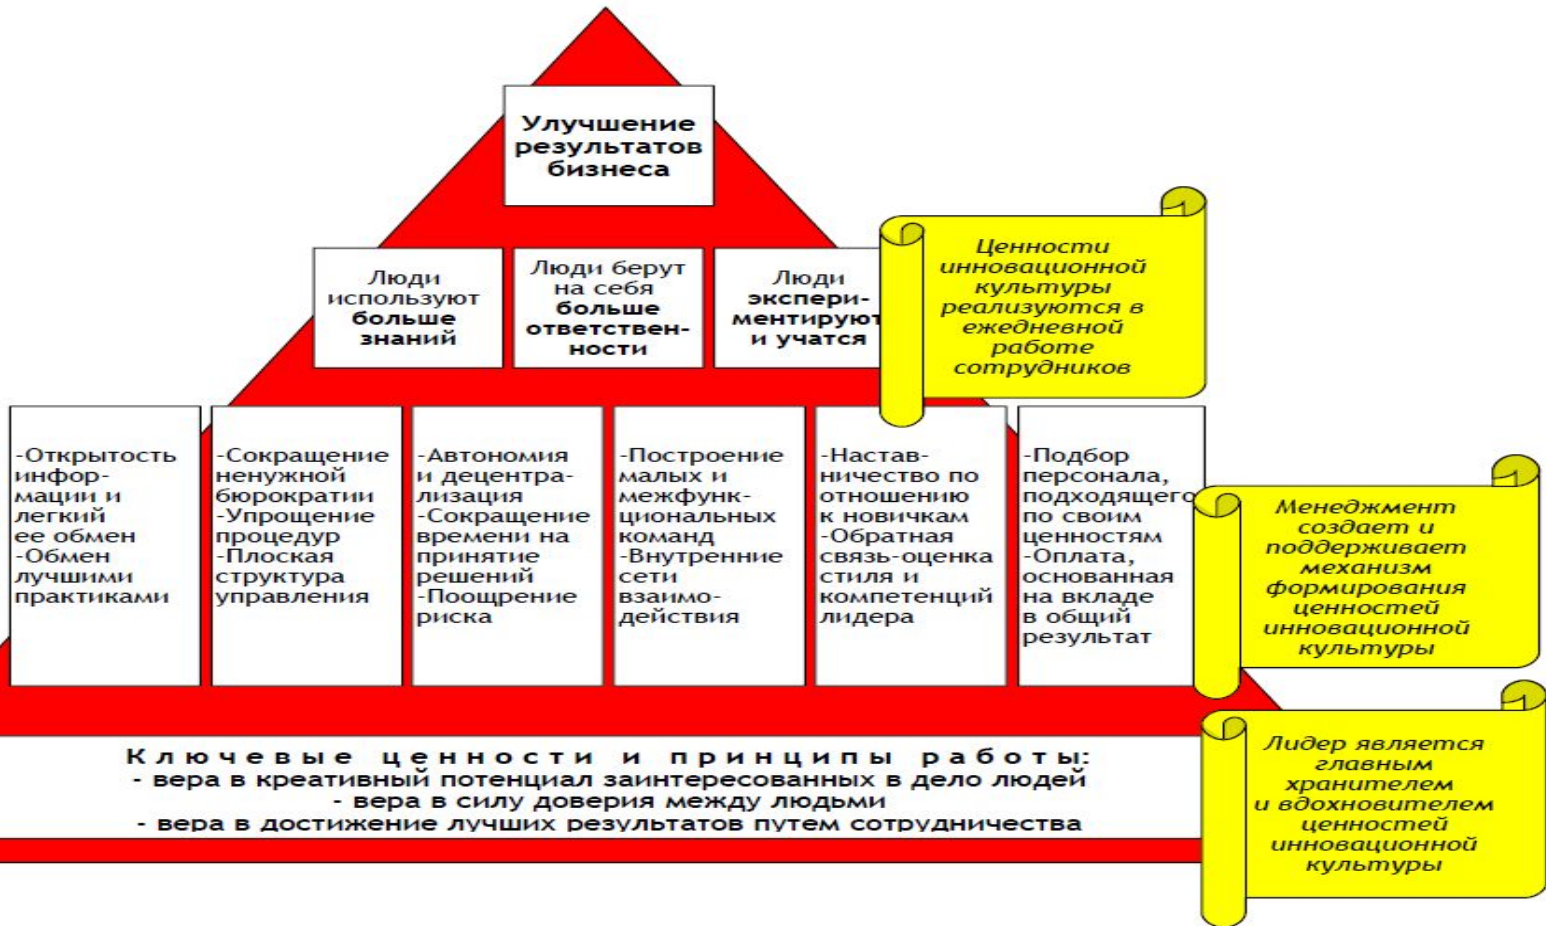 Улучшение
результатов
бизнеса
Люди
используют
больше
знаний
Люди берут
на себя
больше
ответствен-
ности
Люди
экспери-
ментируют
и учатся
Ценности
инновационной
культуры
реализуются в
ежедневной
работе
сотрудников
-Открытость
инфор-
мации и
легкий
ее обмен
-Обмен
лучшими
практиками
-Сокращение
ненужной
бюрократии
-Упрощение
процедур
-Плоская
структура
управления
-Автономия
и децентра-
лизация
-Сокращение
времени на
принятие
решений
-Поощрение
риска
-Построение
малых и
межфунк-
циональных
команд
-Внутренние
сети
взаимо-
действия
-Настав-
ничество по
отношению
к новичкам
-Обратная
связь-оценка
стиля и
компетенций
лидера
-Подбор
персонала,
подходящего
по своим
ценностям
-Оплата,
основанная
на вкладе
в общий
результат
Менеджмент
создает и
поддерживает
механизм
формирования
ценностей
инновационной
культуры
Ключевые ценности и принципы работы:
- вера в креативный потенциал заинтересованных в дело людей
- вера в силу доверия между людьми
- вера в достижение лучших результатов путем сотрудничества
Лидер является
главным
хранителем
и вдохновителем
ценностей
инновационной
культуры